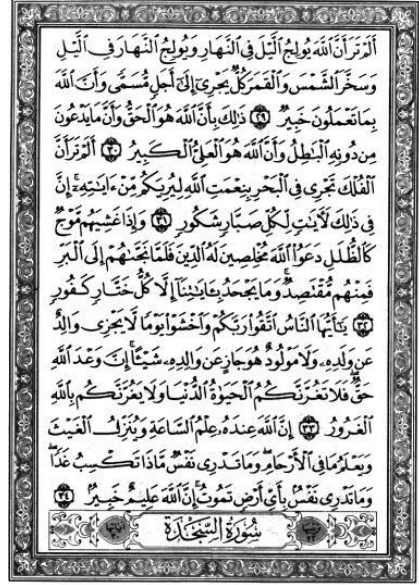 أَلَمۡ تَرَ أَنَّ ٱللَّهَ يُولِجُ ٱلَّيۡلَ فِي ٱلنَّهَارِ وَيُولِجُ ٱلنَّهَارَ فِي ٱلَّيۡلِ
وَسَخَّرَ ٱلشَّمۡسَ وَٱلۡقَمَرَۖ كُلّٞ يَجۡرِيٓ إِلَىٰٓ أَجَلٖ مُّسَمّٗى وَأَنَّ ٱللَّهَ
بِمَا تَعۡمَلُونَ خَبِيرٞ ٢٩ ذَٰلِكَ بِأَنَّ ٱللَّهَ هُوَ ٱلۡحَقُّ وَأَنَّ مَا يَدۡعُونَ
مِن دُونِهِ ٱلۡبَٰطِلُ وَأَنَّ ٱللَّهَ هُوَ ٱلۡعَلِيُّ ٱلۡكَبِيرُ ٣٠ أَلَمۡ تَرَ أَنَّ
ٱلۡفُلۡكَ تَجۡرِي فِي ٱلۡبَحۡرِ بِنِعۡمَتِ ٱللَّهِ لِيُرِيَكُم مِّنۡ ءَايَٰتِهِۦٓۚ إِنَّ
فِي ذَٰلِكَ لَأٓيَٰتٖ لِّكُلِّ صَبَّارٖ شَكُورٖ ٣١ وَإِذَا غَشِيَهُم مَّوۡجٞ
كَٱلظُّلَلِ دَعَوُاْ ٱللَّهَ مُخۡلِصِينَ لَهُ ٱلدِّينَ فَلَمَّا نَجَّىٰهُمۡ إِلَى ٱلۡبَرِّ
فَمِنۡهُم مُّقۡتَصِدٞۚ وَمَا يَجۡحَدُ بِـَٔايَٰتِنَآ إِلَّا كُلُّ خَتَّارٖ كَفُورٖ
٣٢ يَٰٓأَيُّهَا ٱلنَّاسُ ٱتَّقُواْ رَبَّكُمۡ وَٱخۡشَوۡاْ يَوۡمٗا لَّا يَجۡزِي وَالِدٌ
عَن وَلَدِهِۦ وَلَا مَوۡلُودٌ هُوَ جَازٍ عَن وَالِدِهِۦ شَيۡـًٔاۚ إِنَّ وَعۡدَ ٱللَّهِ
حَقّٞۖ فَلَا تَغُرَّنَّكُمُ ٱلۡحَيَوٰةُ ٱلدُّنۡيَا وَلَا يَغُرَّنَّكُم بِٱللَّهِ
ٱلۡغَرُورُ ٣٣ إِنَّ ٱللَّهَ عِندَهُۥ عِلۡمُ ٱلسَّاعَةِ وَيُنَزِّلُ ٱلۡغَيۡثَ
وَيَعۡلَمُ مَا فِي ٱلۡأَرۡحَامِۖ وَمَا تَدۡرِي نَفۡسٞ مَّاذَا تَكۡسِبُ غَدٗاۖ
وَمَا تَدۡرِي نَفۡسُۢ بِأَيِّ أَرۡضٖ تَمُوتُۚ إِنَّ ٱللَّهَ عَلِيمٌ خَبِيرُۢ ٣٤
سُورَةُ السَّجۡدَةِ